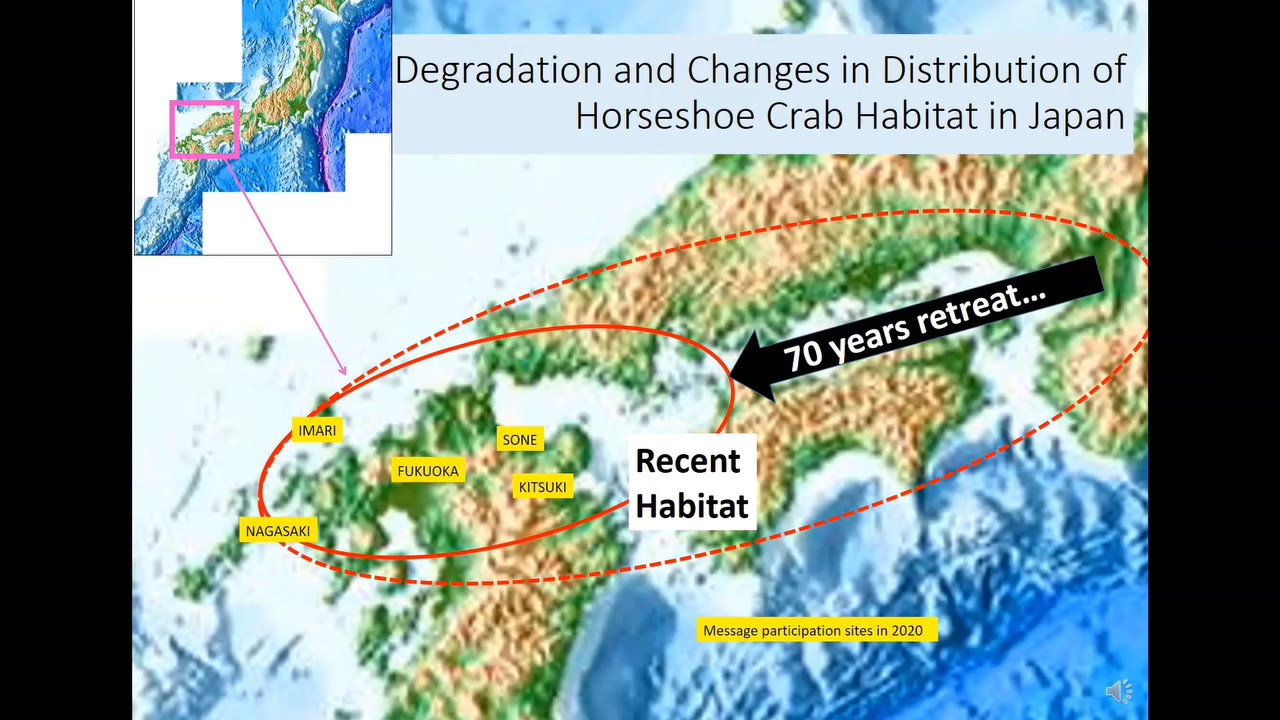 Degradation and Changes in Distribution of
Horseshoe Crab Habitat in Japan
70 years retreat...
IMARI
SONE
FUKUOKA
KITSUKI
Recent
Habitat
NAGASAKI
Message participation sites in 2020